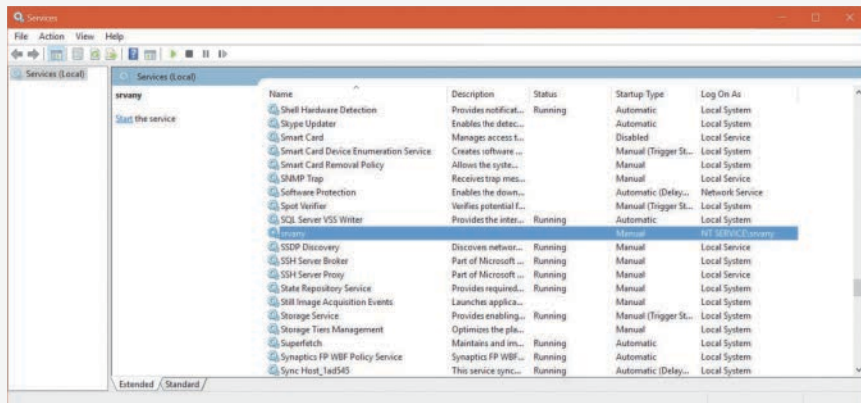 Services
File Action View Help
Services (Local)
Services (Local)
srvany
Start the service
Name Description Status Startup Type Log On As
Shell Hardware Detection Provides notificat... Running Automatic Local System
Skype Updater Enables the detec... Automatic Local System
Smart Card Manages access t... Disabled Local Service
Smart Card Device Enumeration Service Creates software ... Manual (Trigger St... Local System
Smart Card Removal Policy Allows the syste... Manual Local System
SNMP Trap Receives trap mes... Manual Local Service
Software Protection Enables the down... Automatic (Delay... Network Service
Spot Verifier Verifies potential f... Manual (Trigger St... Local System
SQL Server VSS Writer Provides the inter... Running Automatic Local System
srvany Manual NT SERVICE\srvany
SSDP Discovery Discovers networ... Running Manual Local Service
SSH Server Broker Part of Microsoft ... Running Manual Local System
SSH Server Proxy Part of Microsoft ... Running Manual Local Service
State Repository Service Provides required... Running Manual Local System
Still Image Acquisition Events Launches applica... Manual Local System
Storage Service Provides enabling... Running Manual (Trigger St... Local System
Storage Tiers Management Optimizes the pla... Manual Local System
Superfetch Maintains and im... Running Automatic Local System
Synaptics FP WBF Policy Service Synaptics FP WBF... Running Automatic Local System
Sync Host_1ad545 This service sync... Running Automatic (Delay... Local System
Extended Standard